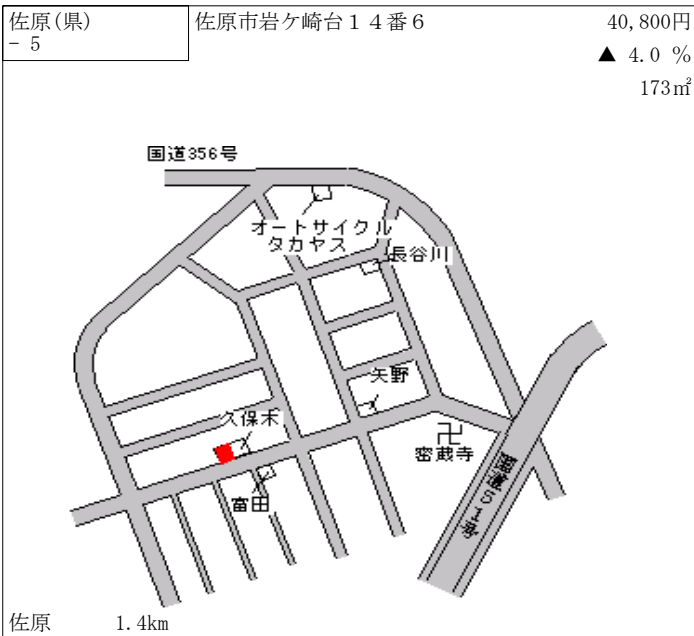 佐原(県)
- 5
佐原市岩ケ崎台１４番６
40,800円
▲ 4.0 %
173㎡
国道356号
オートサイクル
タカヤス
長谷川
矢野
久保木
密蔵寺
富田
国道51号
佐原 1.4km